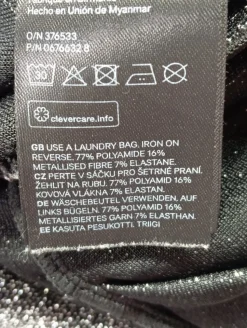 Hecho en Unión de Myanmar
O/N 376533
P/N 0676632 8
30
clevercare.info
GB USE A LAUNDRY BAG. IRON ON
REVERSE. 77% POLYAMIDE 16%
METALLISED FIBRE 7% ELASTANE.
CZ PERTE V SÁČKU PRO ŠETRNÉ PRANÍ.
ŽEHLIT NA RUBU. 77% POLYAMID 16%
KOVOVÁ VLÁKNA 7% ELASTAN.
DE WÄSCHEBEUTEL VERWENDEN, AUF
LINKS BÜGELN. 77% POLYAMID 16%
METALLISIERTES GARN 7% ELASTHAN.
EE KASUTA PESUKOTTI. TRIIGI